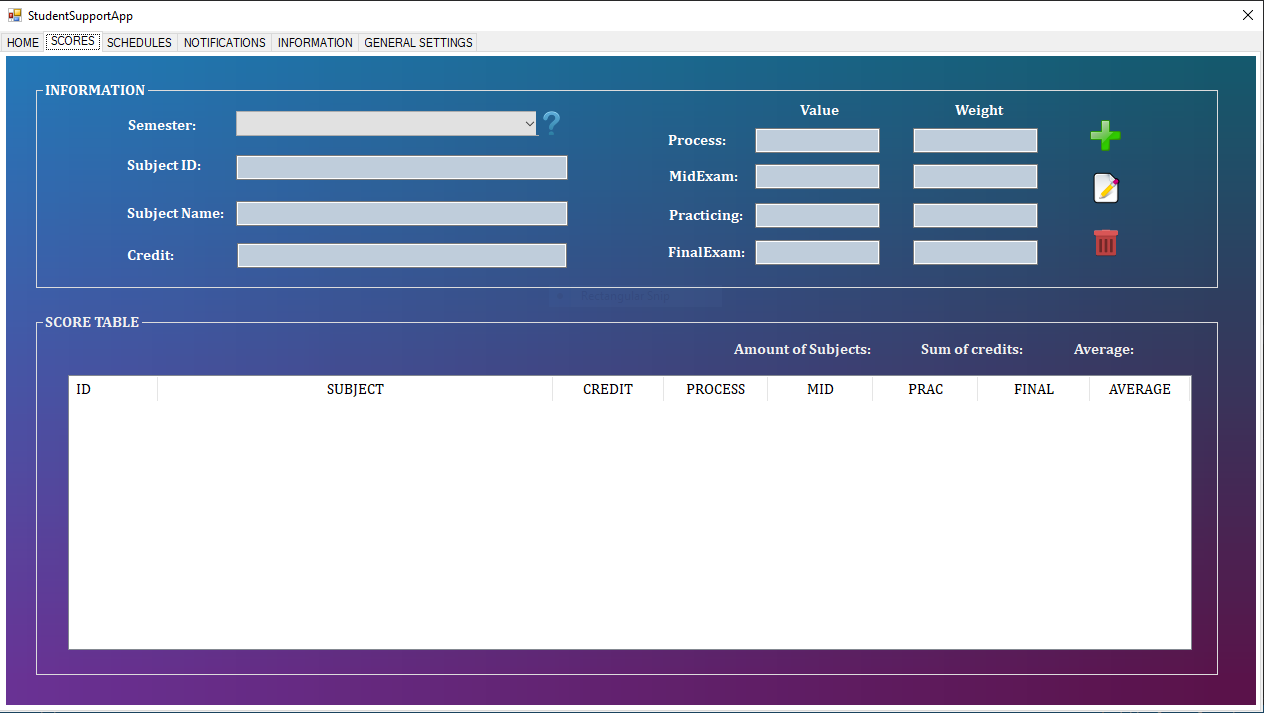 StudentSupportApp
HOME SCORES SCHEDULES NOTIFICATIONS INFORMATION GENERAL SETTINGS
INFORMATION
Value Weight
Semester:
Process:
Subject ID:
MidExam:
Subject Name:
Practicing:
Credit:
FinalExam:
SCORE TABLE
Amount of Subjects: Sum of credits: Average:
ID SUBJECT CREDIT PROCESS MID PRAC FINAL AVERAGE